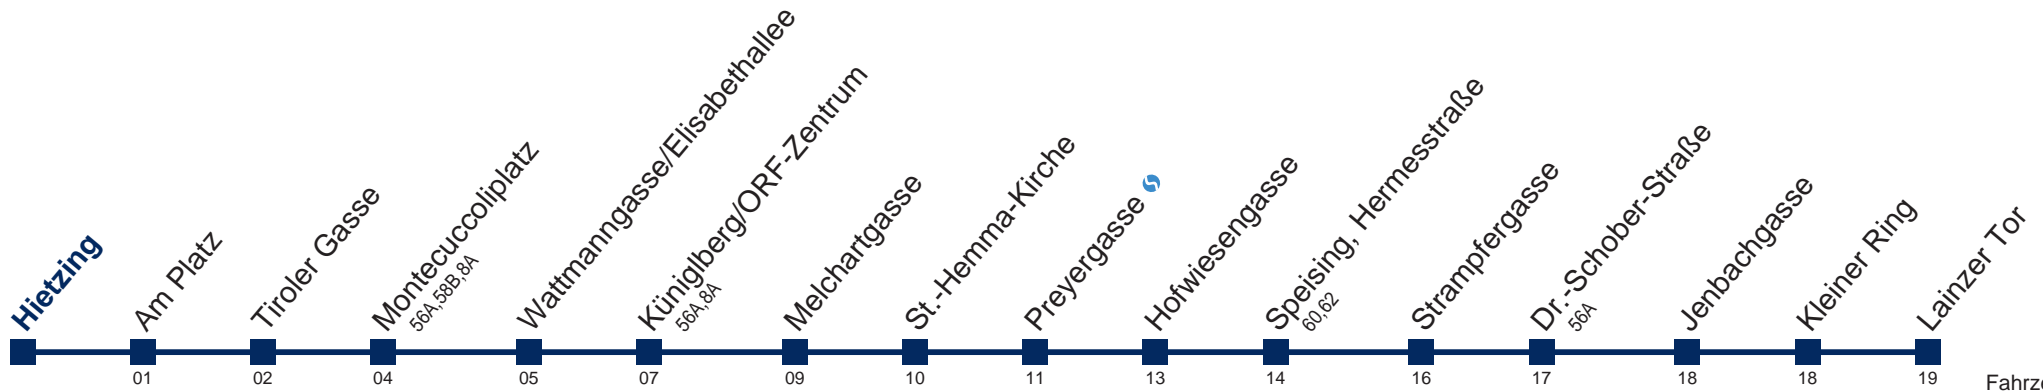 Hietzing
Am Platz
Tiroler Gasse
Montecuccoliplatz
56A,58B,8A
Wattmanngasse/Elisabethallee
Küniglberg/ORF-Zentrum
56A,8A
Melchartgasse
St.-Hemma-Kirche
Preyergasse
Hofwiesengasse
Speising, Hermesstraße
60,62
Strampfergasse
Dr.-Schober-Straße
56A
Jenbachgasse
Kleiner Ring
Lainzer Tor
01 02 04 05 07 09 10 11 13 14 16 17 18 18 19 Fahrz